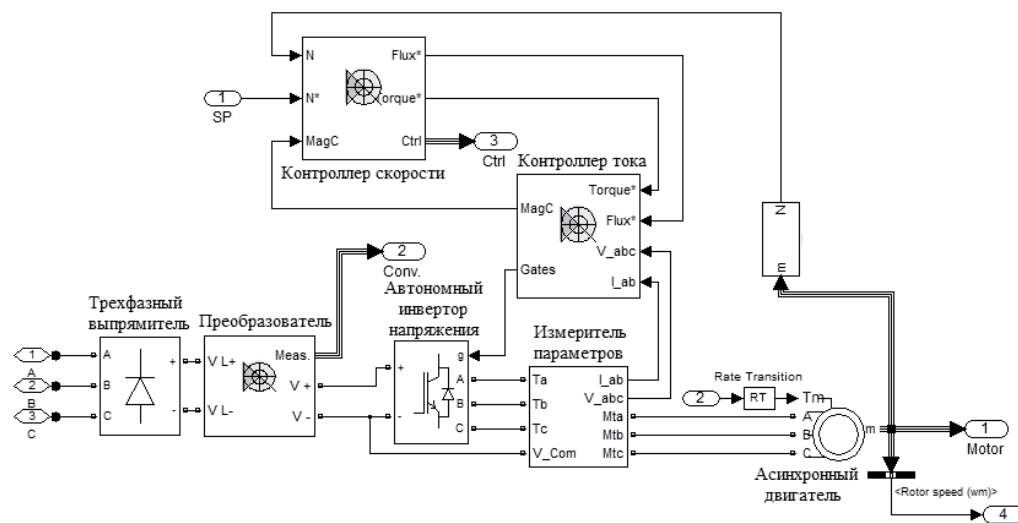 N
Flux*
N*
orque*
MagC
Ctrl
1
SP
3
Ctrl
Контроллер скорости
Контроллер тока
Torque*
MagC
Flux*
V_abc
Gates
I_ab
N
m
2
Conv.
Трехфазный
выпрямитель
Преобразователь
Автономный
инвертор
напряжения
Измеритель
параметров
1
A
2
B
3
C
A
B
C
+
-
V L+
V L-
Meas.
V +
V -
+
-
g
A
B
C
Ta
Tb
Tc
V_Com
I_ab
V_abc
Mta
Mtb
Mtc
Rate Transition
2
RT
Tm
A
B
C
m
1
Motor
Асинхронный
двигатель
<Rotor speed (wm)>
4